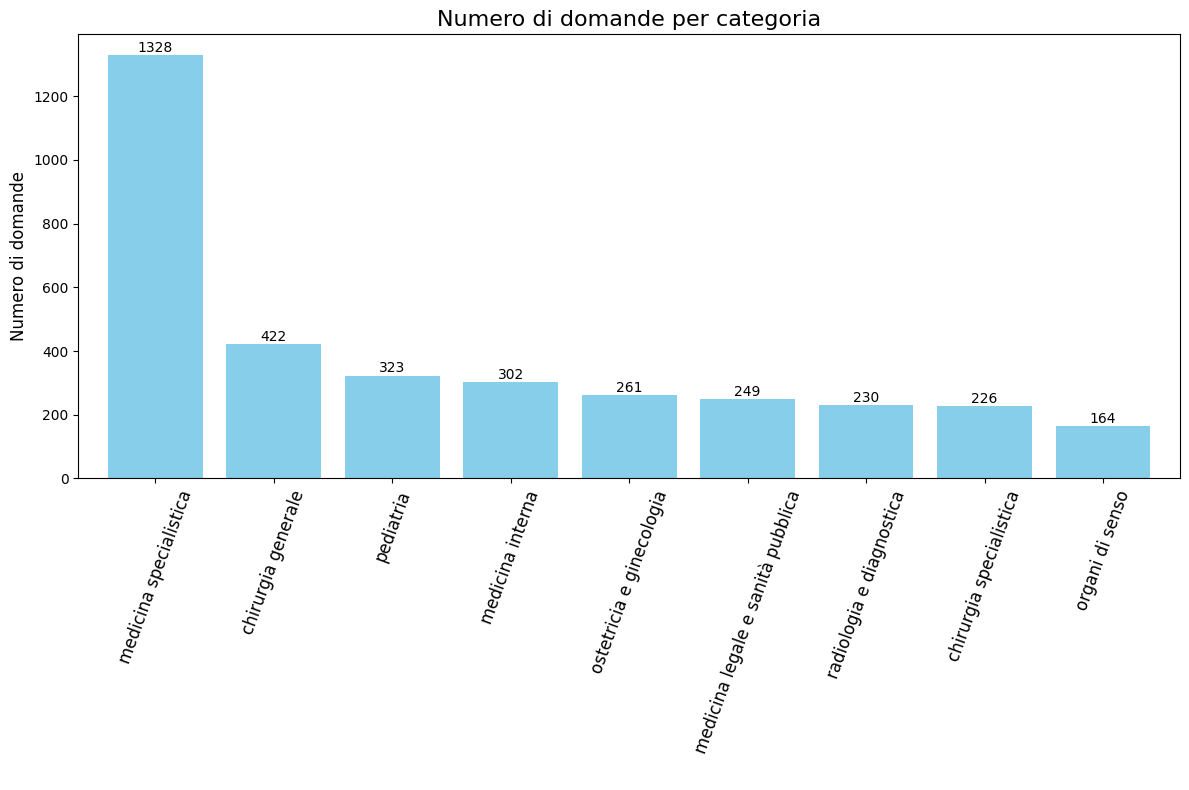 Numero di domande per categoria
Numero di domande
1200
1000
800
600
400
200
0
1328
422
323
302
261
249
230
226
164
medicina specialistica
chirurgia generale
pediatria
medicina interna
ostetricia e ginecologia
medicina legale e sanità pubblica
radiologia e diagnostica
chirurgia specialistica
organi di senso